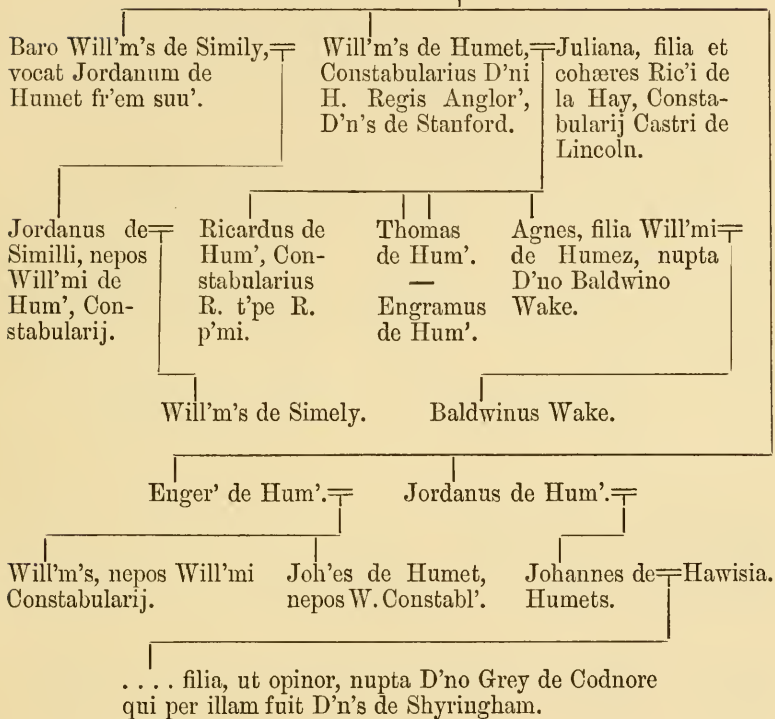 Baro Will'm's de Simily,
vocat Jordanum de
Humet fr'em suu'.
Will'm's de Humet,
Constabularius D'ni
H. Regis Anglor',
D'n's de Stanford.
Juliana, filia et
cohæres Ric'i de
la Hay, Consta-
bularij Castri de
Lincoln.
Jordanus de
Similli, nepos
Will'mi de
Hum', Con-
stabularij.
Ricardus de
Hum', Con-
stabularius
R. t'pe R.
p'mi.
Thomas
de Hum'.
—
Engramus
de Hum'.
Agnes, filia Will'mi
de Humez, nupta
D'no Baldwino
Wake.
Will'm's de Simely.
Baldwinus Wake.
Enger' de Hum'.
Jordanus de Hum'.
Will'm's, nepos Will'mi
Constabularij.
Joh'es de Humet,
nepos W. Constabl'.
Johannes de
Humets.
Hawisia.
. . . . filia, ut opinor, nupta D'no Grey de Codnore
qui per illam fuit D'n's de Shyringham.